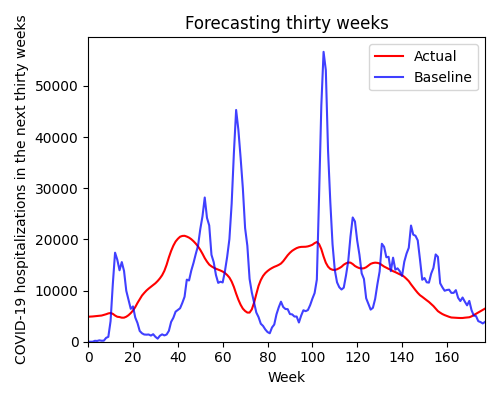 Forecasting thirty weeks
COVID-19 hospitalizations in the next thirty weeks
50000
40000
30000
20000
10000
0
Actual
Baseline
0 20 40 60 80 100 120 140 160
Week